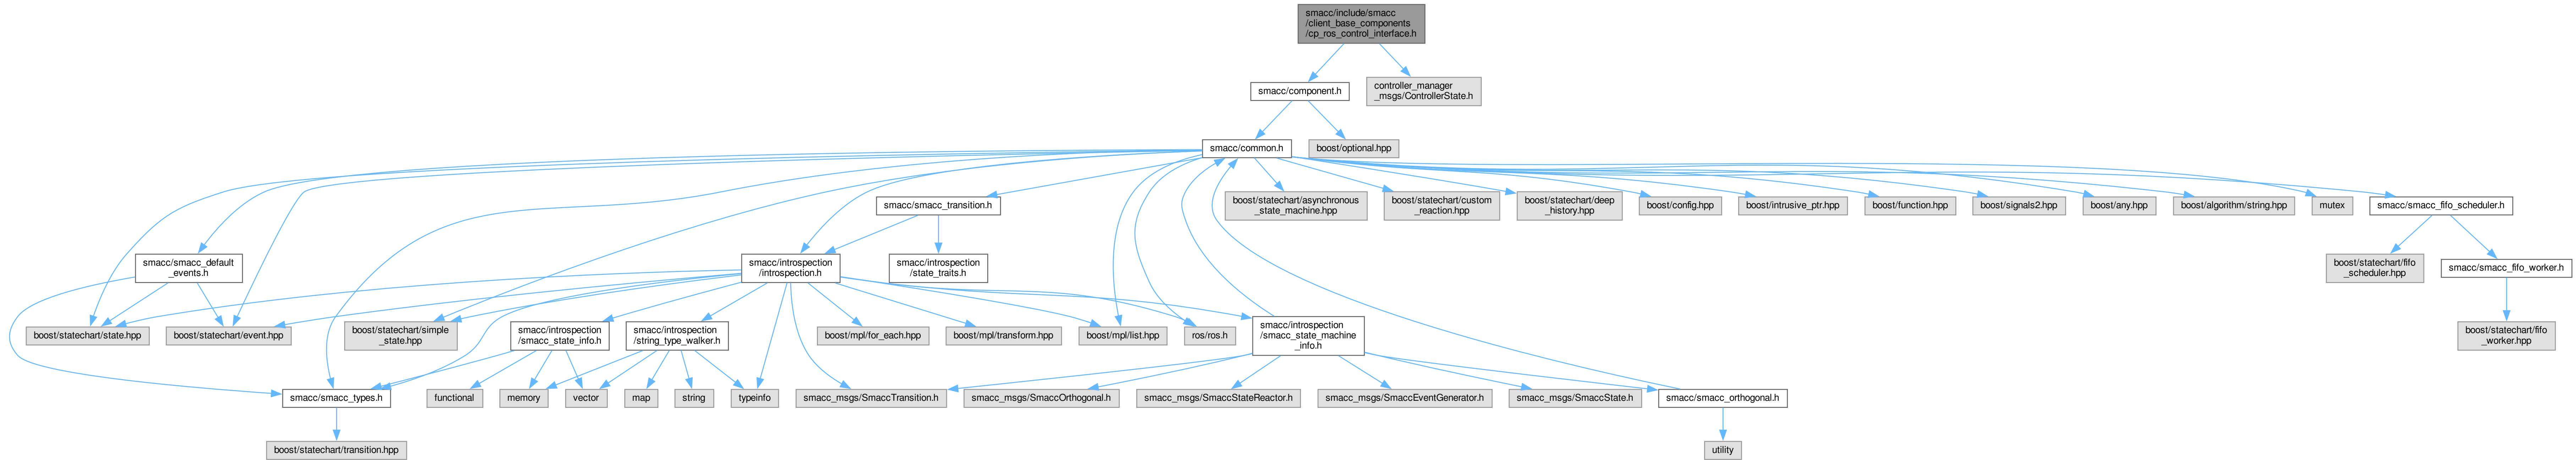 smacc/include/smacc
/client_base_components
/cp_ros_control_interface.h
smacc/component.h
controller_manager
_msgs/ControllerState.h
smacc/common.h
boost/optional.hpp
smacc/smacc_transition.h
boost/statechart/asynchronous
_state_machine.hpp
boost/statechart/custom
_reaction.hpp
boost/statechart/deep
_history.hpp
boost/config.hpp
boost/intrusive_ptr.hpp
boost/function.hpp
boost/signals2.hpp
boost/any.hpp
boost/algorithm/string.hpp
mutex
smacc/smacc_fifo_scheduler.h
smacc/smacc_default
_events.h
smacc/introspection
/introspection.h
smacc/introspection
/state_traits.h
boost/statechart/fifo
_scheduler.hpp
smacc/smacc_fifo_worker.h
boost/statechart/state.hpp
boost/statechart/event.hpp
boost/statechart/simple
_state.hpp
smacc/introspection
/smacc_state_info.h
smacc/introspection
/string_type_walker.h
boost/mpl/for_each.hpp
boost/mpl/transform.hpp
boost/mpl/list.hpp
ros/ros.h
smacc/introspection
/smacc_state_machine
_info.h
boost/statechart/fifo
_worker.hpp
smacc/smacc_types.h
functional
memory
vector
map
string
typeinfo
smacc_msgs/SmaccTransition.h
smacc_msgs/SmaccOrthogonal.h
smacc_msgs/SmaccStateReactor.h
smacc_msgs/SmaccEventGenerator.h
smacc_msgs/SmaccState.h
smacc/smacc_orthogonal.h
boost/statechart/transition.hpp
utility